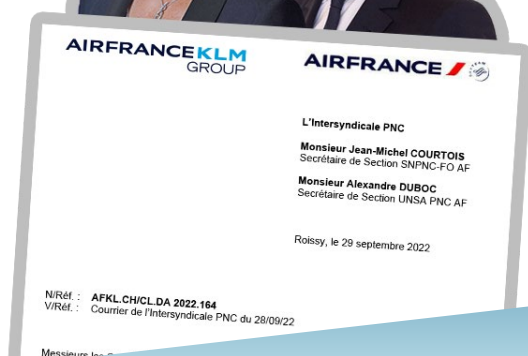 AIRFRANCEKLM
GROUP
AIRFRANCE
L'Intersyndicale PNC
Monsieur Jean-Michel COURTOIS
Secrétaire de Section SNPNC-FO AF
Monsieur Alexandre DUBOC
Secrétaire de Section UNSA PNC AF
Roissy, le 29 septembre 2022
N/Réf. : AFKL.CH/CL.DA 2022.164
V/Réf. : Courrier de l'Intersyndicale PNC du 28/09/22
Messieurs les